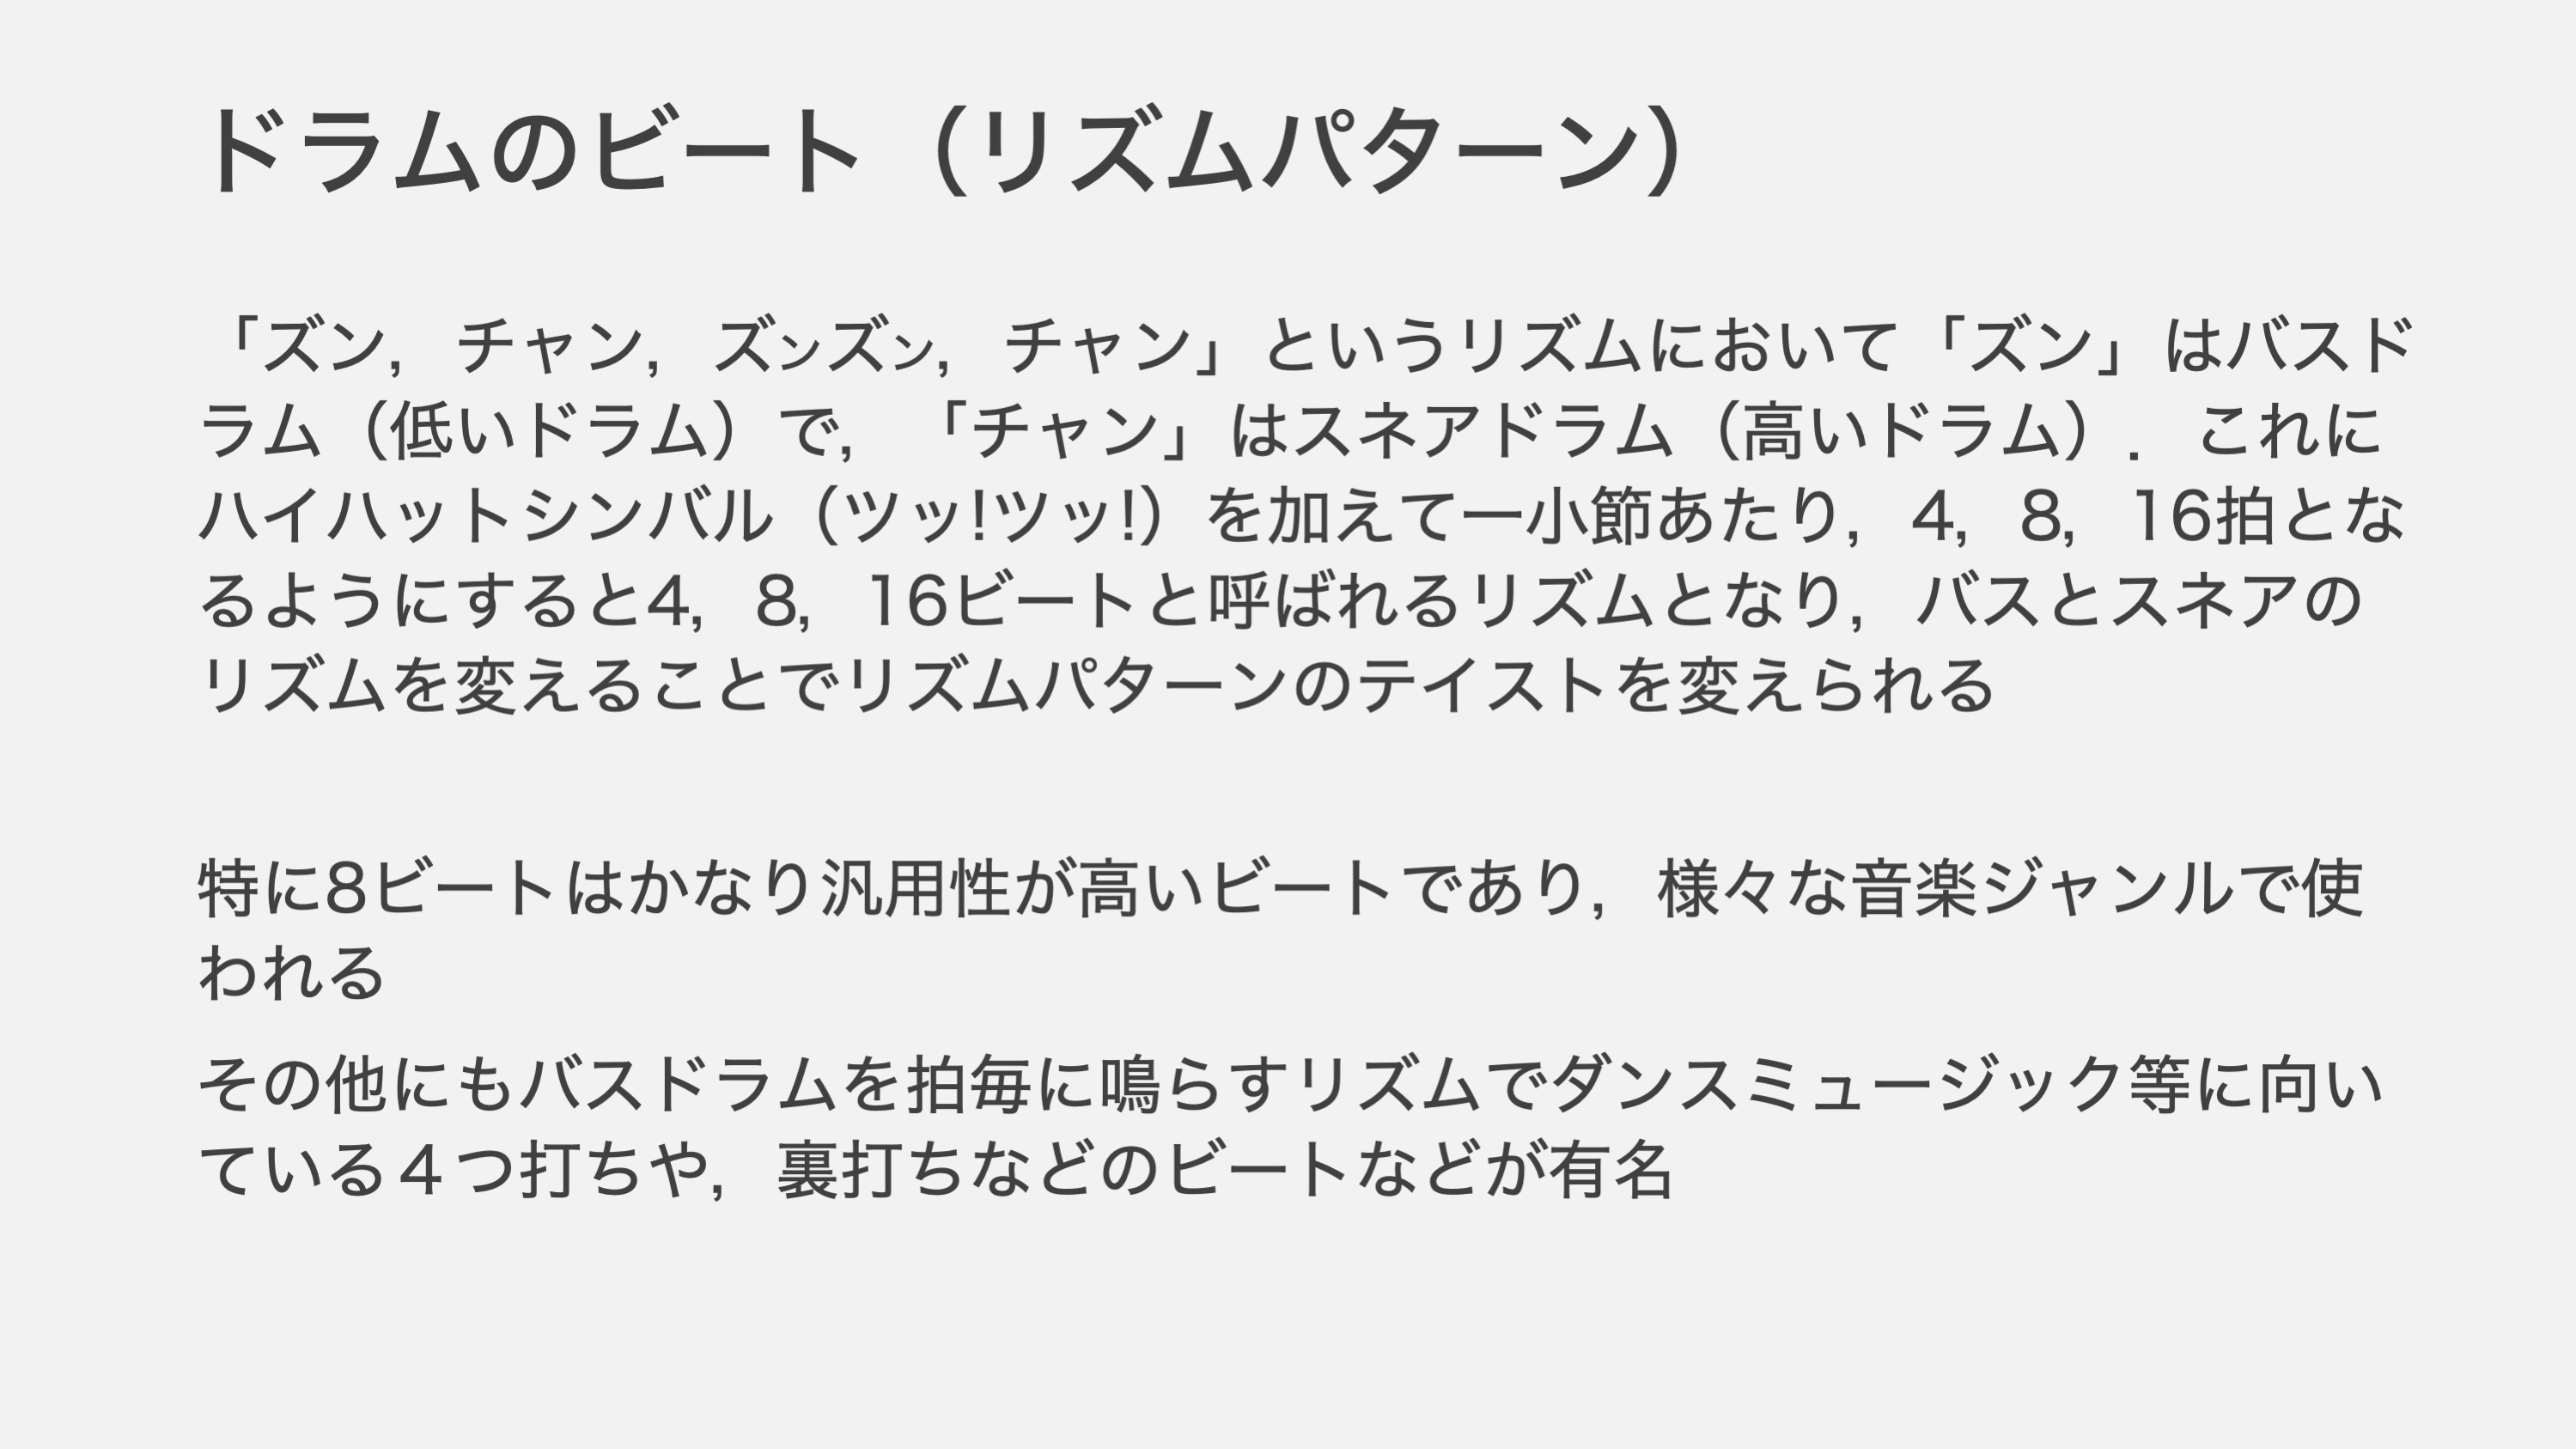 ドラムのビート（リズムパターン）
「ズン，チャン，ズンズン，チャン」というリズムにおいて「ズン」はバスド
ラム（低いドラム）で，「チャン」はスネアドラム（高いドラム）．これに
ハイハットシンバル（ツッ!ツッ!）を加えて一小節あたり，4，8，16拍とな
るようにすると4，8，16ビートと呼ばれるリズムとなり，バスとスネアの
リズムを変えることでリズムパターンのテイストを変えられる
特に8ビートはかなり汎用性が高いビートであり，様々な音楽ジャンルで使
われる
その他にもバスドラムを拍毎に鳴らすリズムでダンスミュージック等に向い
ている４つ打ちや，裏打ちなどのビートなどが有名